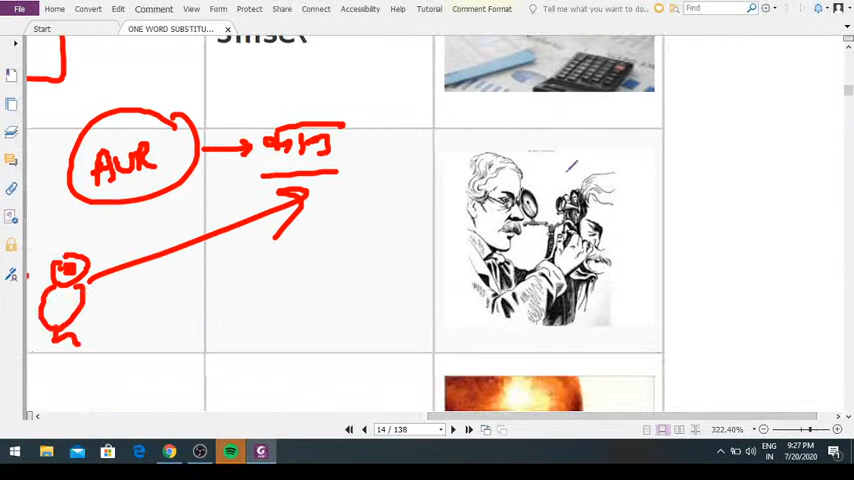 File Home Convert Edit Comment View Form Protect Share Connect Accessibility Help Tutorial Comment Format Tell me what you want to do... Find
Start ONE WORD SUBSTITU...
AUR
14 / 138
322.40%
ENG
IN
9:27 PM
7/20/2020